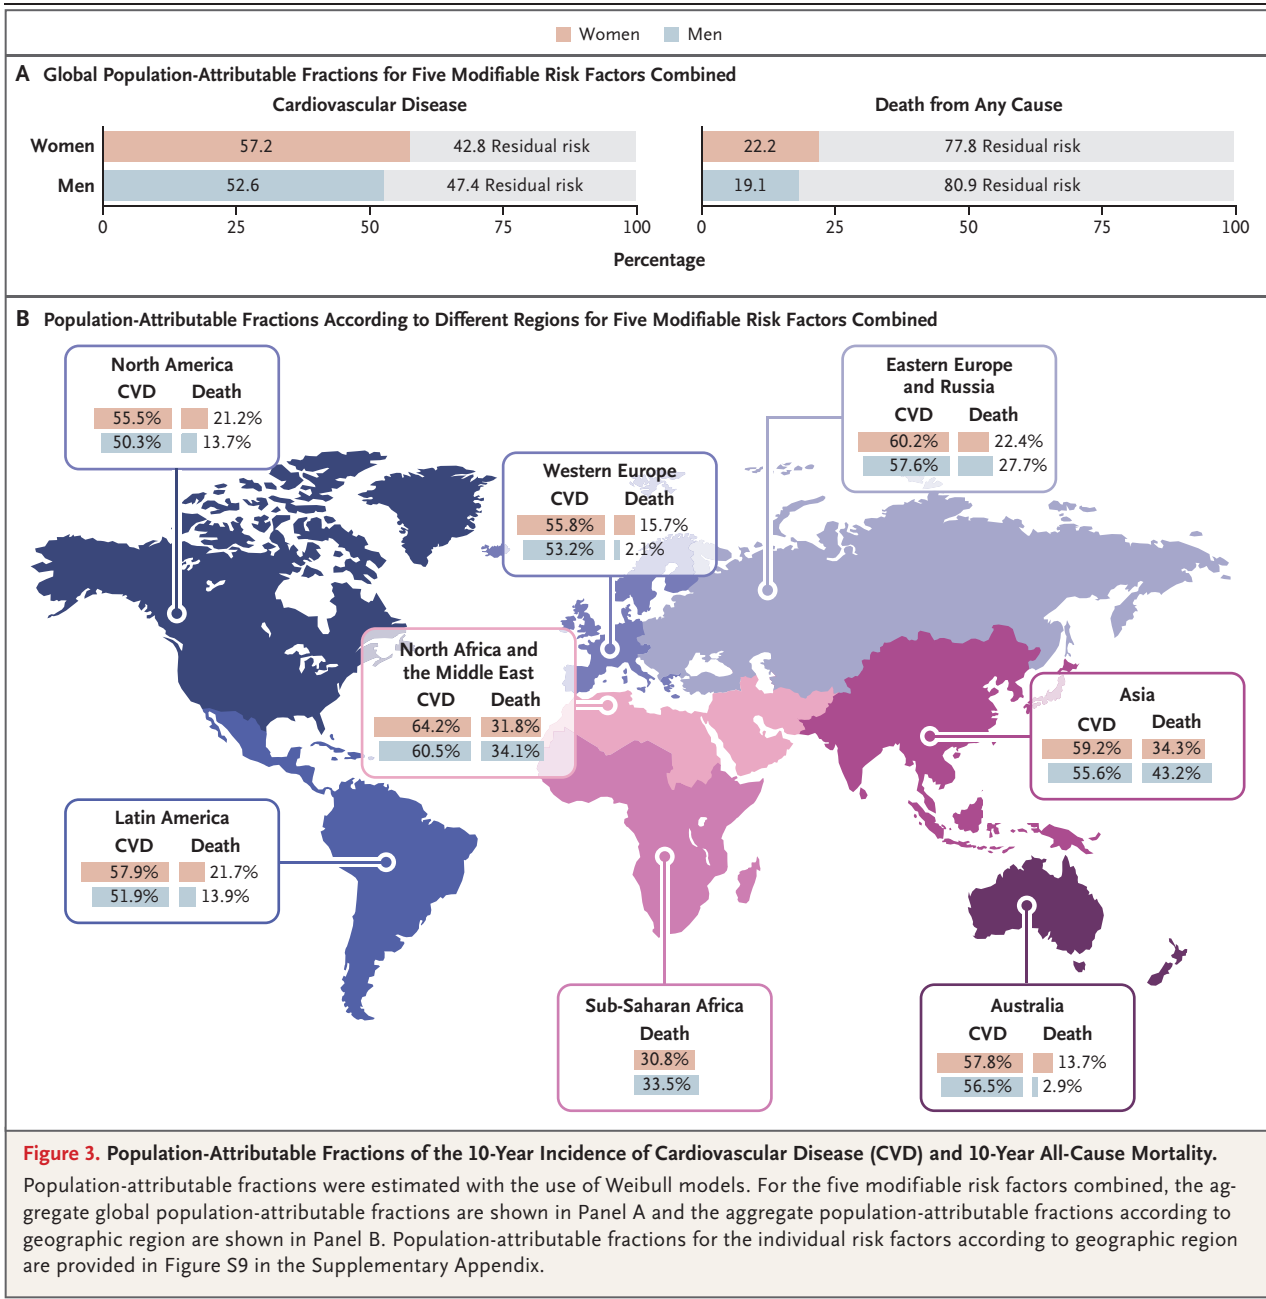 Women Men
A Global Population-Attributable Fractions for Five Modifiable Risk Factors Combined
Cardiovascular Disease
Women 57.2 42.8 Residual risk
Men 52.6 47.4 Residual risk
0 25 50 75 100
Death from Any Cause
22.2 77.8 Residual risk
19.1 80.9 Residual risk
0 25 50 75 100
Percentage
B Population-Attributable Fractions According to Different Regions for Five Modifiable Risk Factors Combined
North America
CVD Death
55.5% 21.2%
50.3% 13.7%
Eastern Europe
and Russia
CVD Death
60.2% 22.4%
57.6% 27.7%
Western Europe
CVD Death
55.8% 15.7%
53.2% 2.1%
North Africa and
the Middle East
CVD Death
64.2% 31.8%
60.5% 34.1%
Asia
CVD Death
59.2% 34.3%
55.6% 43.2%
Latin America
CVD Death
57.9% 21.7%
51.9% 13.9%
Sub-Saharan Africa
Death
30.8%
33.5%
Australia
CVD Death
57.8% 13.7%
56.5% 2.9%
Figure 3. Population-Attributable Fractions of the 10-Year Incidence of Cardiovascular Disease (CVD) and 10-Year All-Cause Mortality.
Population-attributable fractions were estimated with the use of Weibull models. For the five modifiable risk factors combined, the ag-
gregate global population-attributable fractions are shown in Panel A and the aggregate population-attributable fractions according to
geographic region are shown in Panel B. Population-attributable fractions for the individual risk factors according to geographic region
are provided in Figure S9 in the Supplementary Appendix.